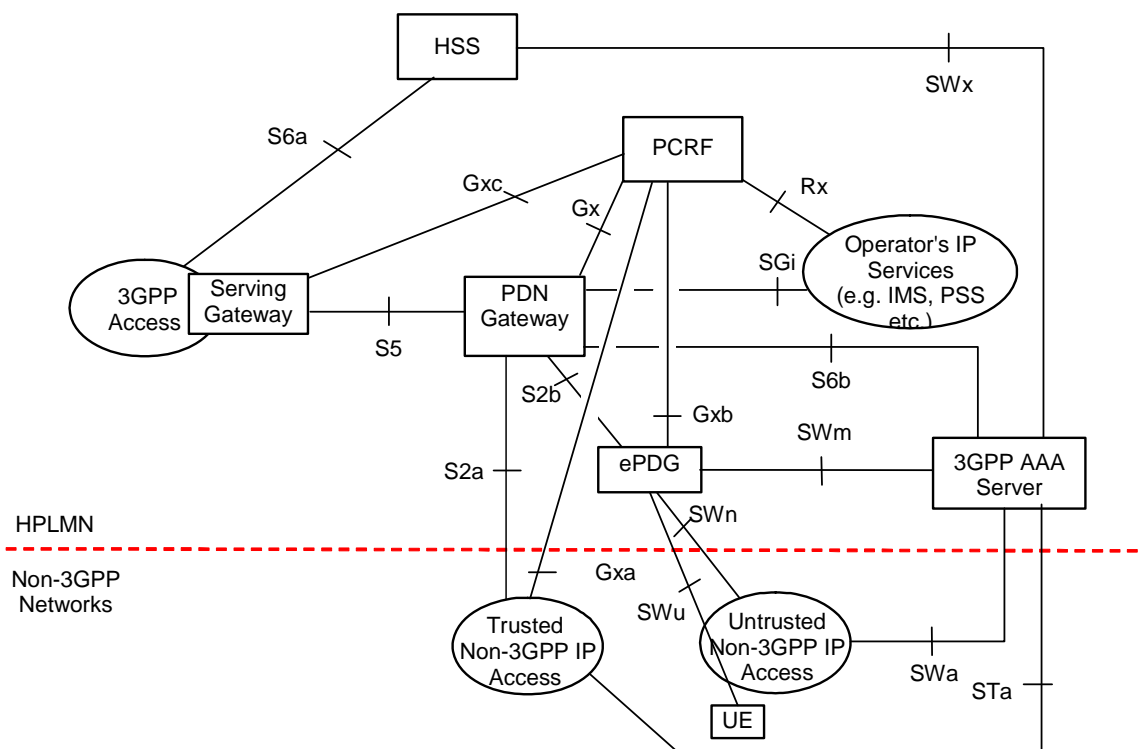 HSS
SWx
S6a
PCRF
Gxc
Rx
Gx
Operator's IP
Services
(e.g. IMS, PSS
etc.)
SGi
3GPP
Access
Serving
Gateway
PDN
Gateway
S5
S6b
S2b
Gxb
SWm
S2a
ePDG
3GPP AAA
Server
SWn
HPLMN
Non-3GPP
Networks
Gxa
SWu
Trusted
Non-3GPP IP
Access
Untrusted
Non-3GPP IP
Access
SWa
STa
UE